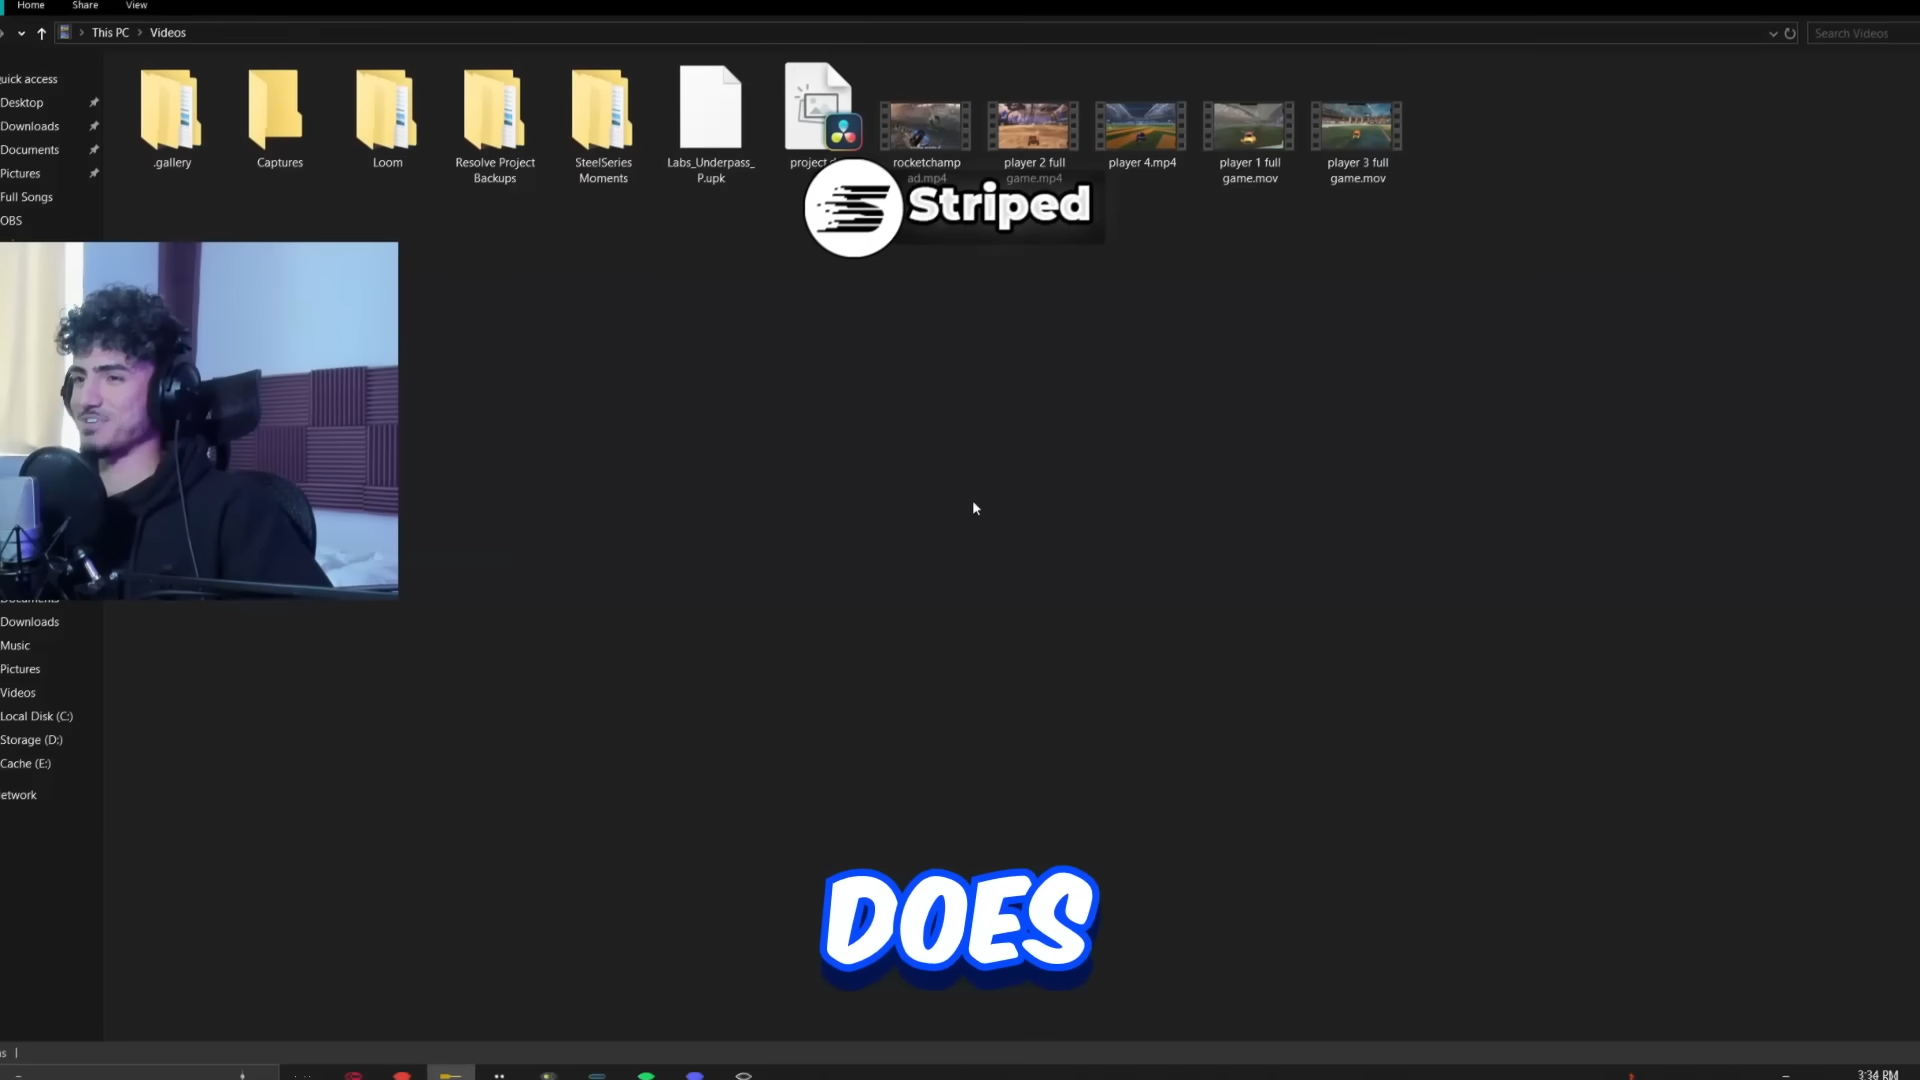 Home Share View
This PC > Videos
Search Videos
uick access
Desktop
Downloads
Documents
Pictures
Full Songs
OBS
.gallery
Captures
Loom
Resolve Project
Backups
SteelSeries
Moments
Labs_Underpass_
P.upk
rocketchamp
ad.mp4
player 2 full
game.mp4
player 4.mp4
player 1 full
game.mov
player 3 full
game.mov
Striped
Downloads
Music
Pictures
Videos
Local Disk (C:)
Storage (D:)
Cache (E:)
etwork
DOES
3:34 PM